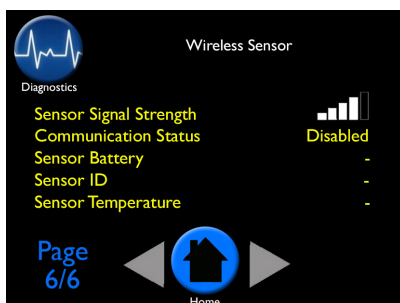 Wireless Sensor
Diagnostics
Sensor Signal Strength
Communication Status Disabled
Sensor Battery -
Sensor ID -
Sensor Temperature -
Page
6/6
Home